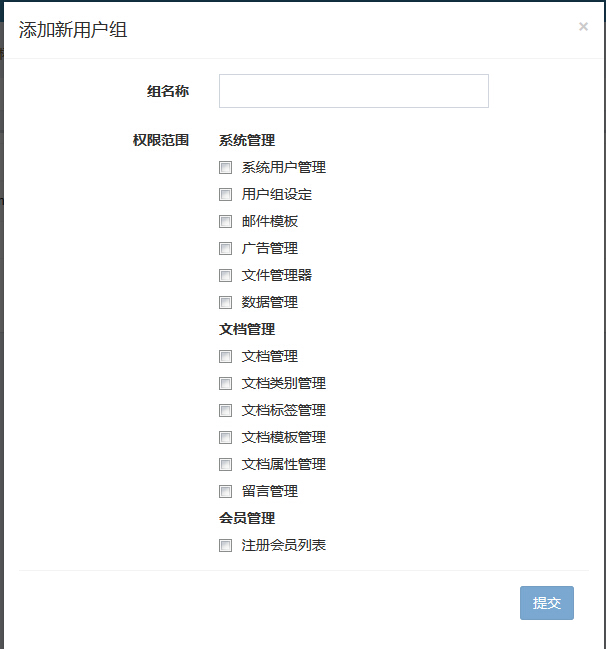 添加新用户组
×
组名称
权限范围 系统管理
系统用户管理
用户组设定
邮件模板
广告管理
文件管理器
数据管理
文档管理
文档管理
文档类别管理
文档标签管理
文档模板管理
文档属性管理
留言管理
会员管理
注册会员列表
提交